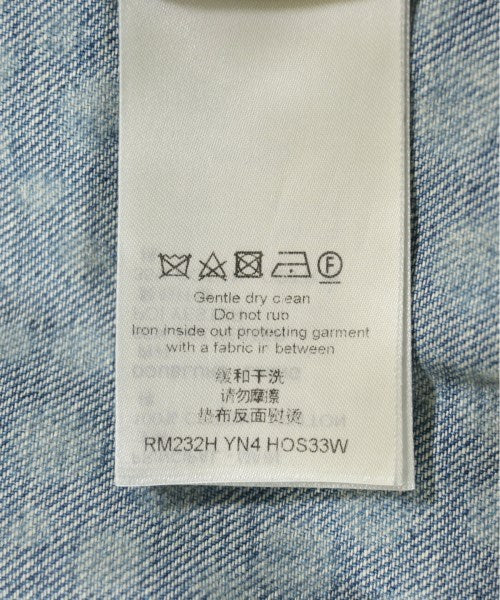 F
Gentle dry clean
Do not rub
Iron inside out protecting garment
with a fabric in between
缓和干洗
请勿摩擦
垫布反面熨烫
RM232H YN4 HOS33W